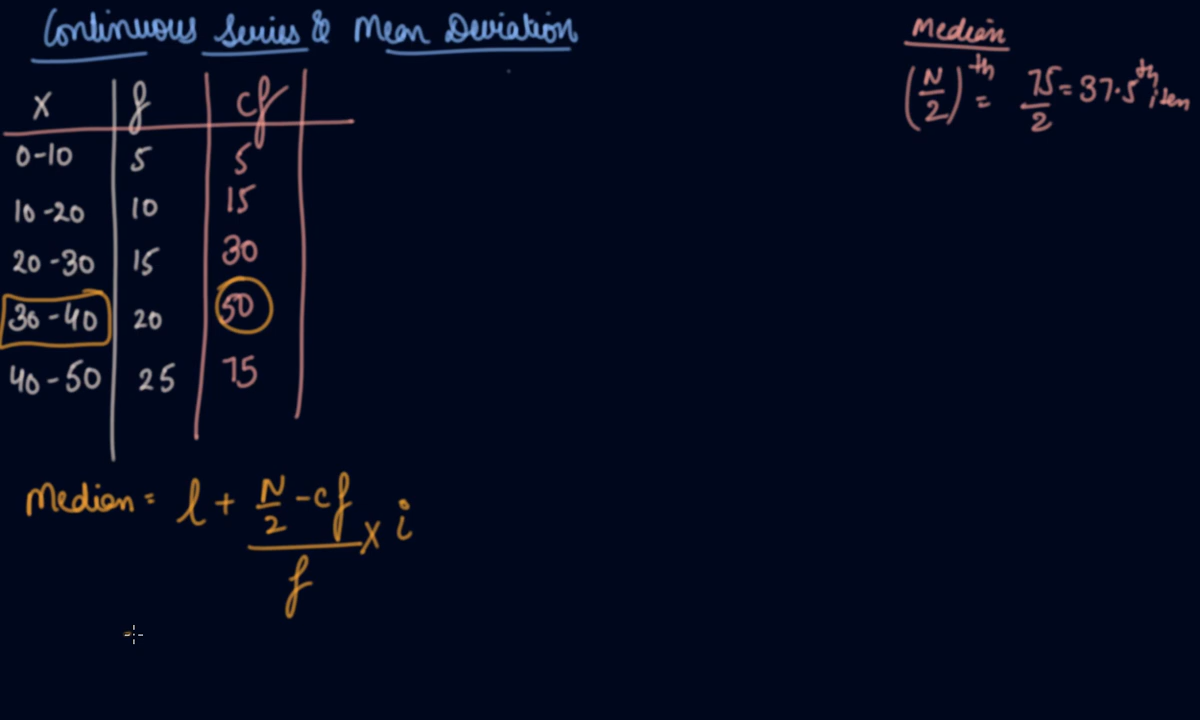 Continuous Series & Mean Deviation
x f cf
0-10 5 5
10-20 10 15
20-30 15 30
30-40 20 50
40-50 25 75
Median = l + N/2 - cf / f x i
Median
(N/2)th = 75/2 = 37.5th item